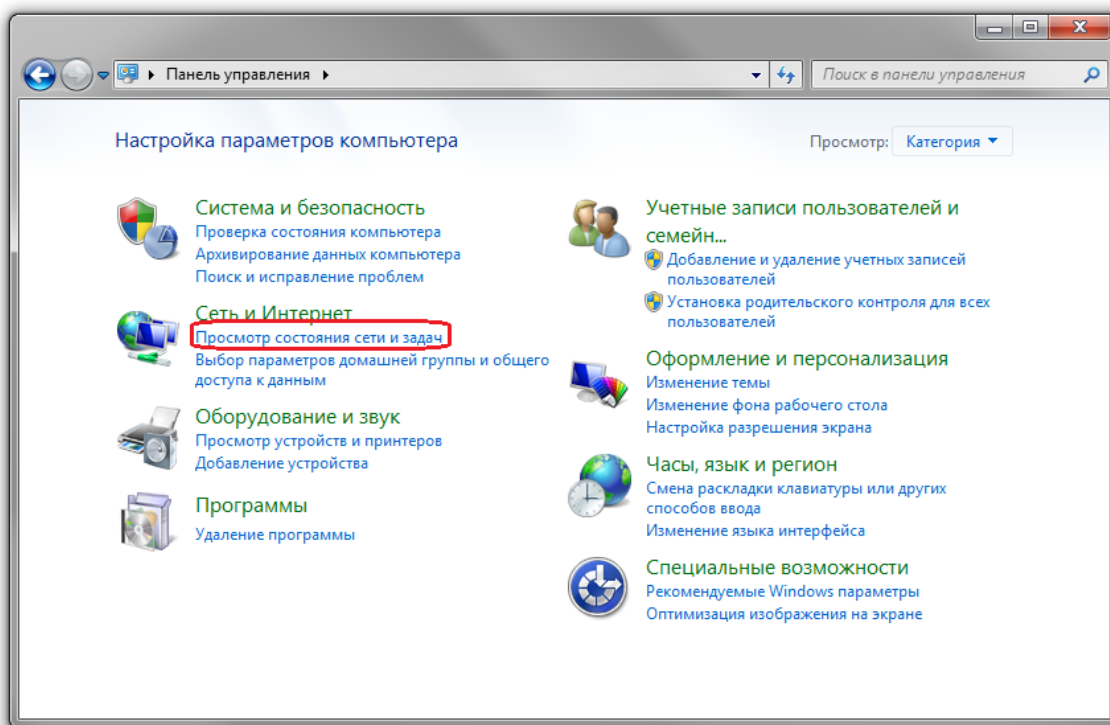 Панель управления
Поиск в панели управления
Настройка параметров компьютера
Просмотр: Категория
Система и безопасность
Проверка состояния компьютера
Архивирование данных компьютера
Поиск и исправление проблем
Сеть и Интернет
Просмотр состояния сети и задач
Выбор параметров домашней группы и общего
доступа к данным
Оборудование и звук
Просмотр устройств и принтеров
Добавление устройства
Программы
Удаление программы
Учетные записи пользователей и
семейн...
Добавление и удаление учетных записей
пользователей
Установка родительского контроля для всех
пользователей
Оформление и персонализация
Изменение темы
Изменение фона рабочего стола
Настройка разрешения экрана
Часы, язык и регион
Смена раскладки клавиатуры или других
способов ввода
Изменение языка интерфейса
Специальные возможности
Рекомендуемые Windows параметры
Оптимизация изображения на экране